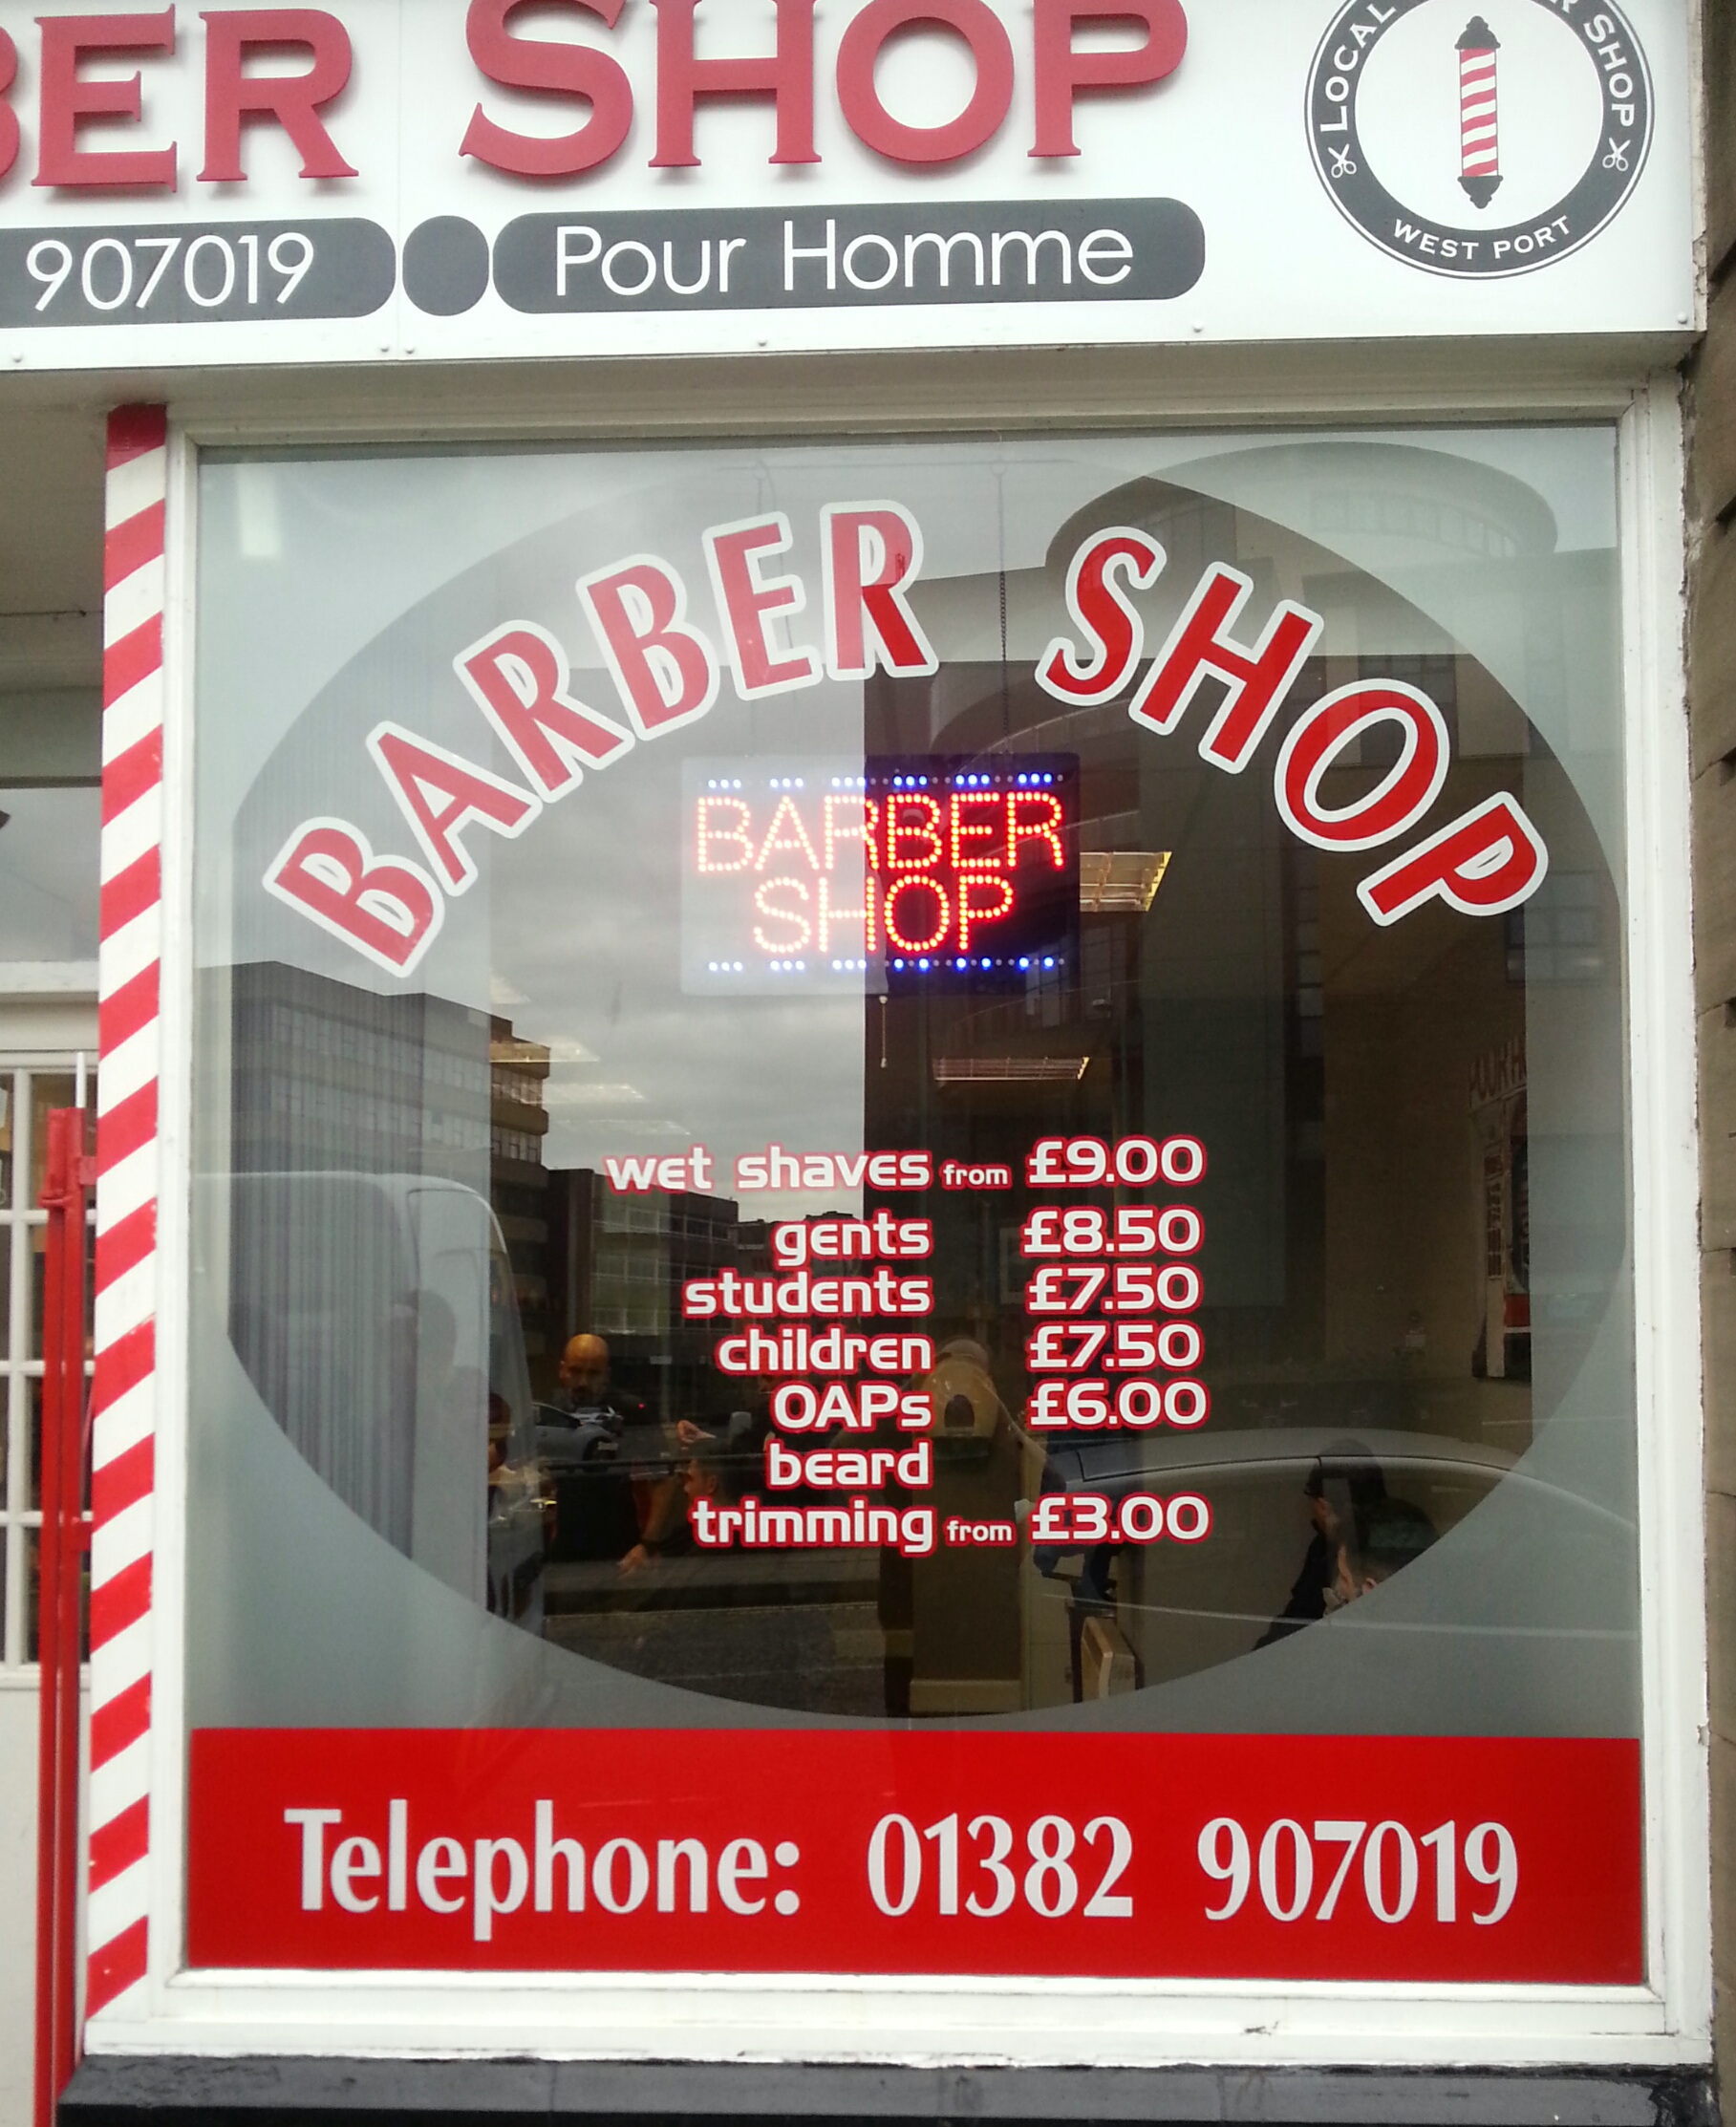 BER SHOP
907019 Pour Homme
LOCAL SHOP
WEST PORT
BARBER SHOP
BARBER
SHOP
wet shaves from £9.00
gents £8.50
students £7.50
children £7.50
OAPs £6.00
beard
trimming from £3.00
Telephone: 01382 907019